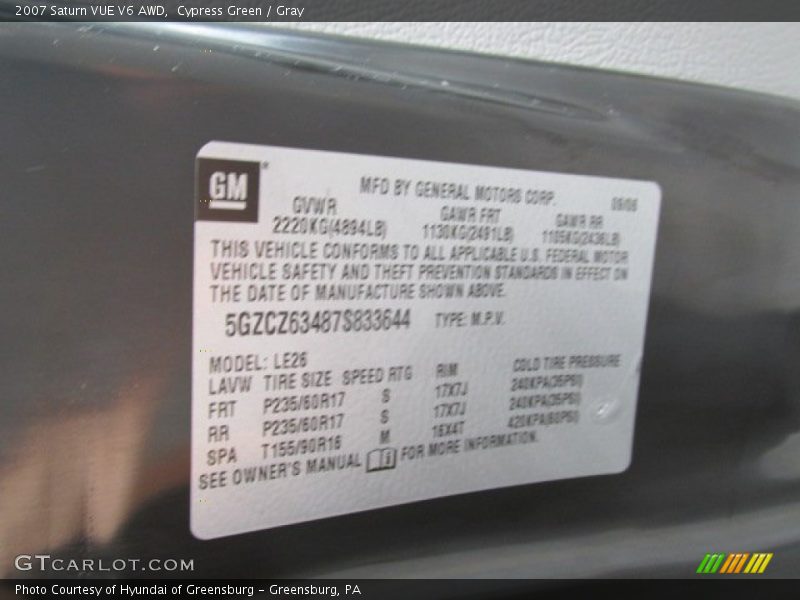 2007 Saturn VUE V6 AWD, Cypress Green / Gray
GM
MFD BY GENERAL MOTORS CORP.
GVWR GAWR FRT GAWR RR
2220KG(4894LB) 1130KG(2491LB) 1105KG(2436LB)
THIS VEHICLE CONFORMS TO ALL APPLICABLE U.S. FEDERAL MOTOR
VEHICLE SAFETY AND THEFT PREVENTION STANDARDS IN EFFECT ON
THE DATE OF MANUFACTURE SHOWN ABOVE.
5GZCZ63487S833644 TYPE: M.P.V.
MODEL: LE26
LAVW TIRE SIZE SPEED RTG RIM COLD TIRE PRESSURE
FRT P235/60R17 S 17X7J 240KPA(35PSI)
RR P235/60R17 S 17X7J 240KPA(35PSI)
SPA T155/90R16 M 16X4T 420KPA(60PSI)
SEE OWNER'S MANUAL FOR MORE INFORMATION.
GTCARLOT.COM
Photo Courtesy of Hyundai of Greensburg - Greensburg, PA